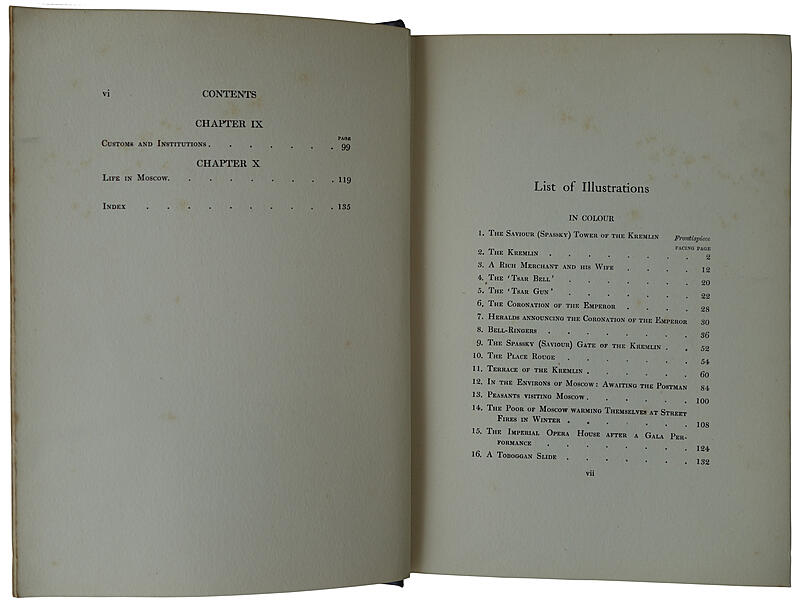 vi CONTENTS
CHAPTER IX
PAGE
Customs and Institutions . . . . . . . 99
CHAPTER X
Life in Moscow. . . . . . . . . 119
Index . . . . . . . . . . 135
List of Illustrations
IN COLOUR
1. The Saviour (Spassky) Tower of the Kremlin Frontispiece
FACING PAGE
2. The Kremlin . . . . . . . 2
3. A Rich Merchant and his Wife . . . . 12
4. The 'Tsar Bell' . . . . . . 20
5. The 'Tsar Gun' . . . . . . 22
6. The Coronation of the Emperor . . . . 28
7. Heralds announcing the Coronation of the Emperor 30
8. Bell-Ringers . . . . . . . 36
9. The Spassky (Saviour) Gate of the Kremlin . . 52
10. The Place Rouge . . . . . . 54
11. Terrace of the Kremlin . . . . . 60
12. In the Environs of Moscow: Awaiting the Postman 84
13. Peasants visiting Moscow . . . . . 100
14. The Poor of Moscow warming Themselves at Street
Fires in Winter . . . . . . 108
15. The Imperial Opera House after a Gala Per-
formance . . . . . . . 124
16. A Toboggan Slide . . . . . . 132
vii